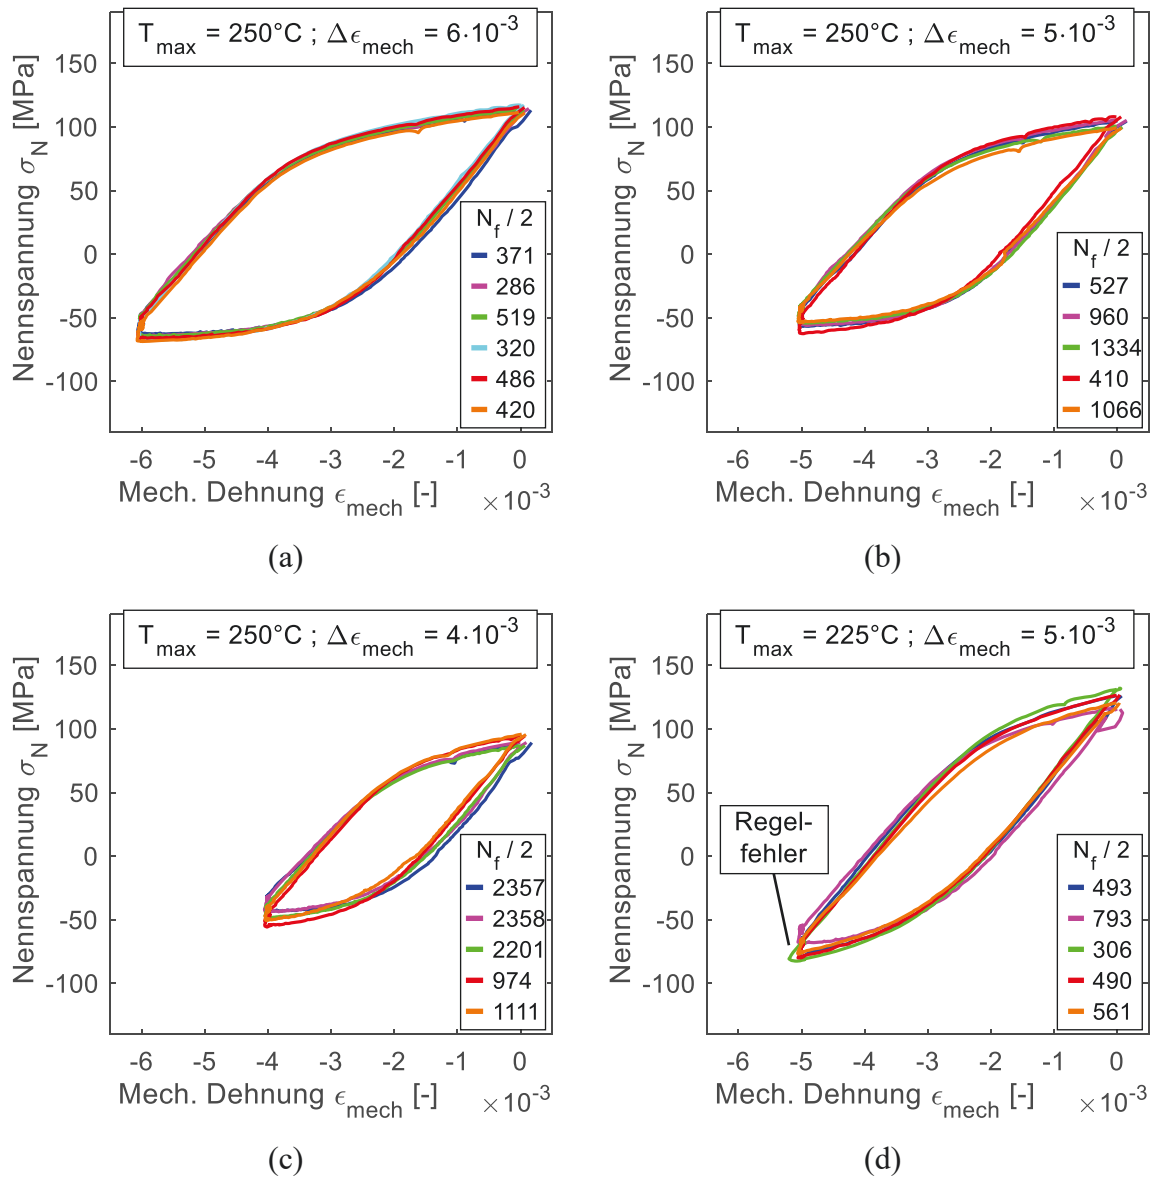 T_max = 250°C ; Δϵ_mech = 6·10^-3
Nennspannung σ_N [MPa]
150
100
50
0
-50
-100
N_f / 2
371
286
519
320
486
420
-6 -5 -4 -3 -2 -1 0
Mech. Dehnung ϵ_mech [-] ×10^-3
(a)
T_max = 250°C ; Δϵ_mech = 5·10^-3
Nennspannung σ_N [MPa]
150
100
50
0
-50
-100
N_f / 2
527
960
1334
410
1066
-6 -5 -4 -3 -2 -1 0
Mech. Dehnung ϵ_mech [-] ×10^-3
(b)
T_max = 250°C ; Δϵ_mech = 4·10^-3
Nennspannung σ_N [MPa]
150
100
50
0
-50
-100
N_f / 2
2357
2358
2201
974
1111
-6 -5 -4 -3 -2 -1 0
Mech. Dehnung ϵ_mech [-] ×10^-3
(c)
T_max = 225°C ; Δϵ_mech = 5·10^-3
Nennspannung σ_N [MPa]
150
100
50
0
-50
-100
Regel-
fehler
N_f / 2
493
793
306
490
561
-6 -5 -4 -3 -2 -1 0
Mech. Dehnung ϵ_mech [-] ×10^-3
(d)